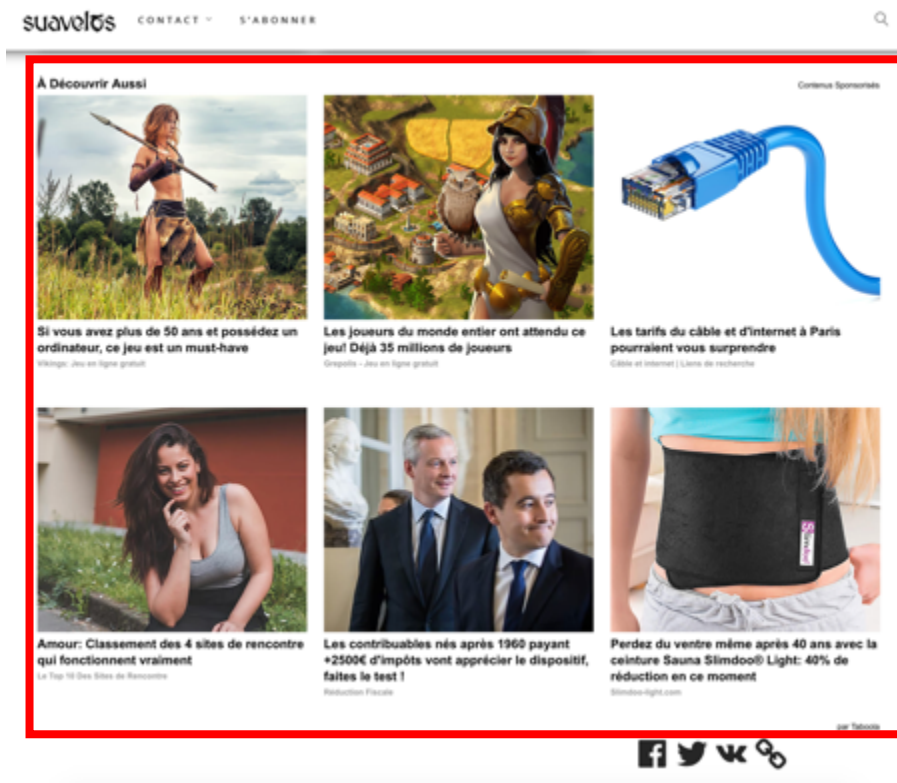 suavelos CONTACT S'ABONNER
À Découvrir Aussi
Contenus Sponsorisés
Si vous avez plus de 50 ans et possédez un
ordinateur, ce jeu est un must-have
Vikings: Jeu en ligne gratuit
Les joueurs du monde entier ont attendu ce
jeu! Déjà 35 millions de joueurs
Grepolis - Jeu en ligne gratuit
Les tarifs du câble et d'internet à Paris
pourraient vous surprendre
Câble et internet | Liens de recherche
Amour: Classement des 4 sites de rencontre
qui fonctionnent vraiment
Le Top 10 Des Sites de Rencontre
Les contribuables nés après 1960 payant
+2500€ d'impôts vont apprécier le dispositif,
faites le test !
Réduction Fiscale
Slimdoo
Perdez du ventre même après 40 ans avec la
ceinture Sauna Slimdoo® Light: 40% de
réduction en ce moment
Slimdoo-light.com
par Taboola